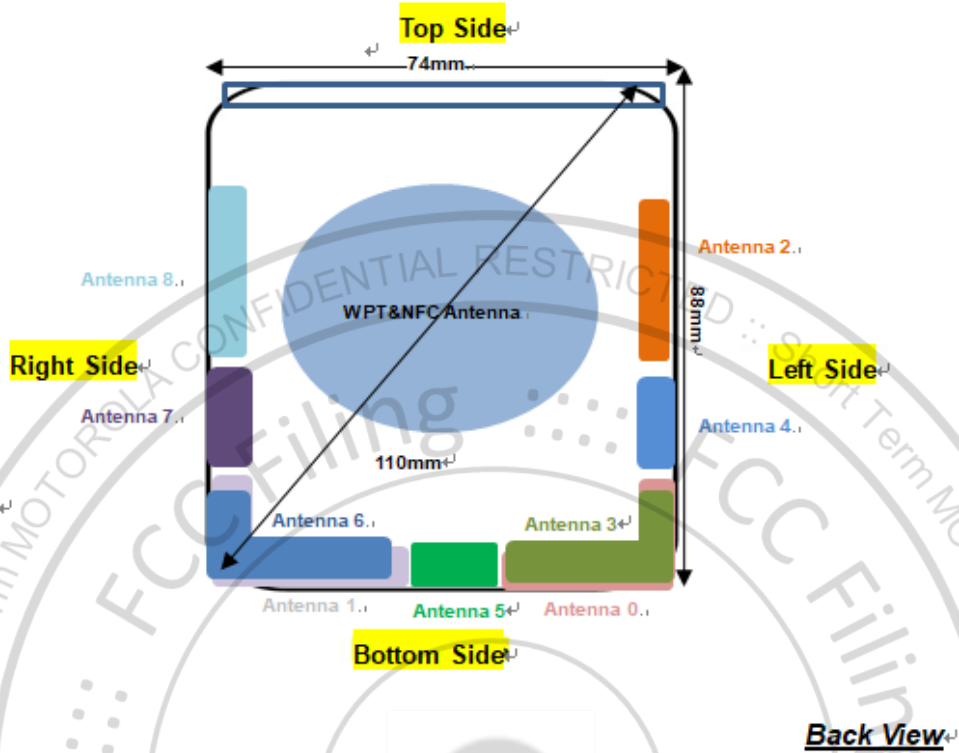 Top Side
74mm
Antenna 2
Antenna 8
WPT&NFC Antenna
88mm
Right Side
Left Side
Antenna 7
Antenna 4
110mm
Antenna 6
Antenna 3
Antenna 1
Antenna 5
Antenna 0
Bottom Side
Back View
MOTOROLA CONFIDENTIAL RESTRICTED :: Short Term MO
FCC Filing :::: FCC Filing